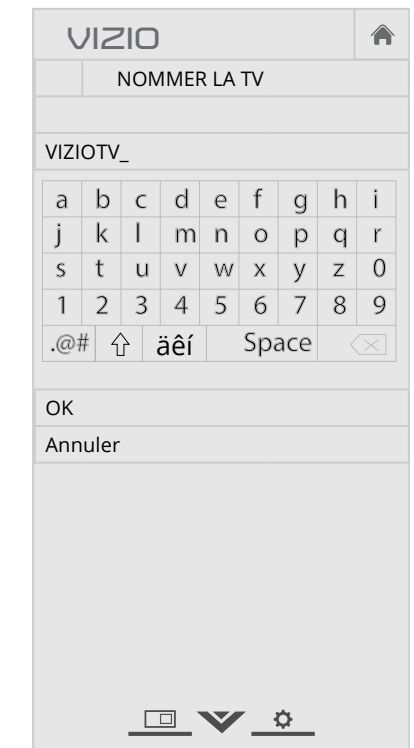 VIZIO
NOMMER LA TV
VIZIOTV_
a b c d e f g h i
j k l m n o p q r
s t u v w x y z 0
1 2 3 4 5 6 7 8 9
.@# äêí Space
OK
Annuler